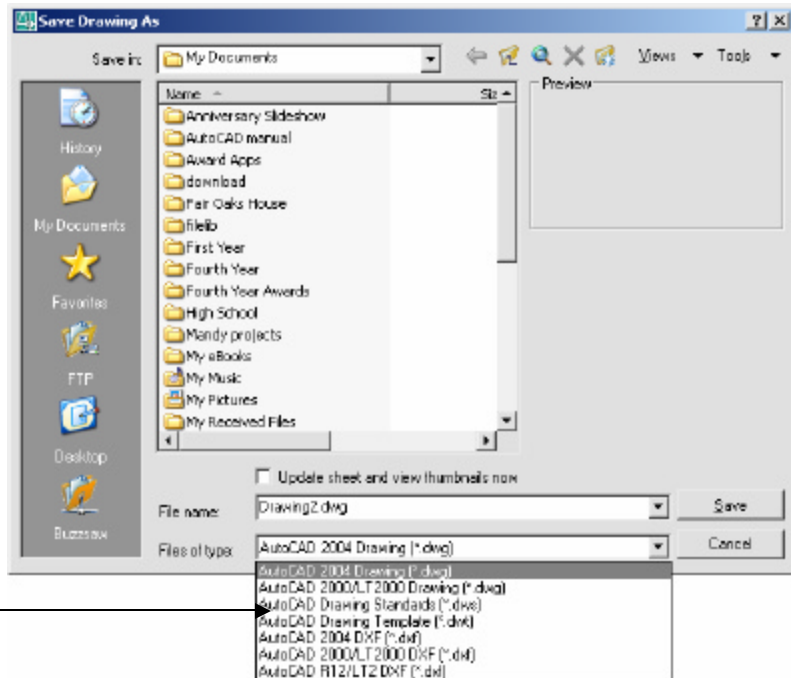 Save Drawing As
Save in: My Documents
Views Tools
Name Siz
Preview
History
My Documents
Favorites
FTP
Desktop
Buzzsaw
Anniversary Slideshow
AutoCAD manual
Award Apps
download
Fair Oaks House
filelib
First Year
Fourth Year
Fourth Year Awards
High School
Mandy projects
My eBooks
My Music
My Pictures
My Received Files
Update sheet and view thumbnails now
File name: Drawing2.dwg Save
Files of type: AutoCAD 2004 Drawing (*.dwg) Cancel
AutoCAD 2004 Drawing (*.dwg)
AutoCAD 2000/LT2000 Drawing (*.dwg)
AutoCAD Drawing Standards (*.dws)
AutoCAD Drawing Template (*.dwt)
AutoCAD 2004 DXF (*.dxf)
AutoCAD 2000/LT2000 DXF (*.dxf)
AutoCAD R12/LT2 DXF (*.dxf)